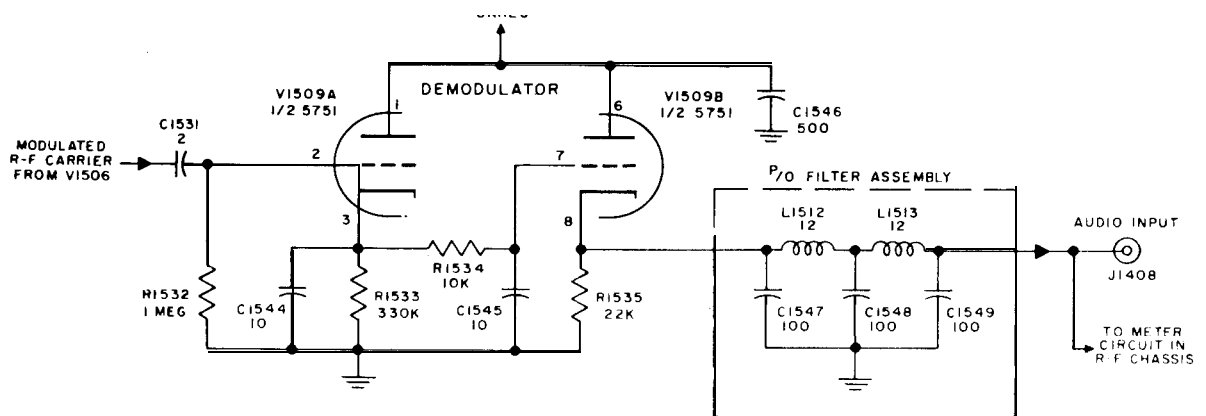 DEMODULATOR
V1509A
1/2 5751
V1509B
1/2 5751
1
6
C1546
500
C1531
2
MODULATED
R-F CARRIER
FROM V1506
2
7
3
8
P/O FILTER ASSEMBLY
L1512
12
L1513
12
AUDIO INPUT
J1408
R1534
10K
R1532
1 MEG
C1544
10
R1533
330K
C1545
10
R1535
22K
C1547
100
C1548
100
C1549
100
TO METER
CIRCUIT IN
R-F CHASSIS